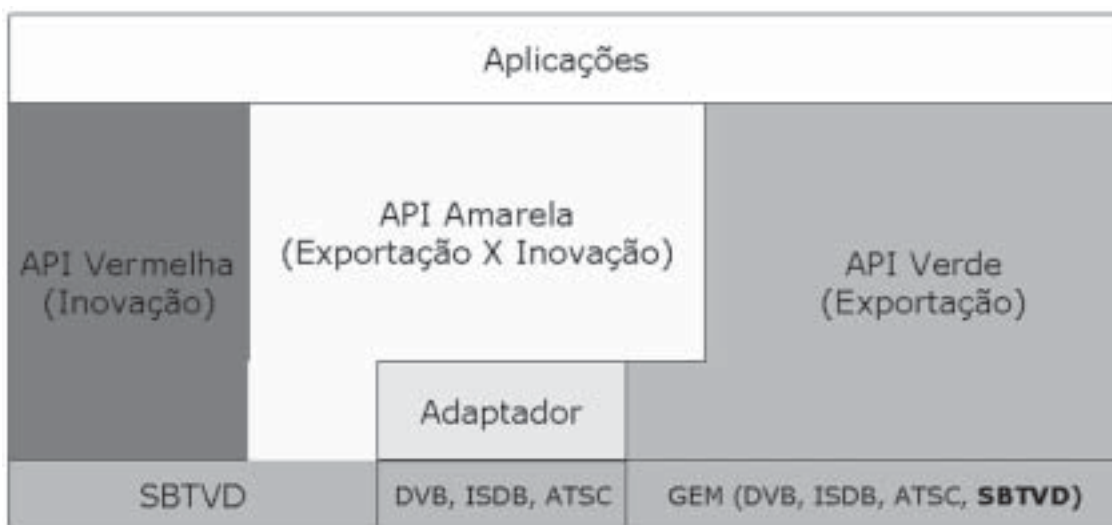 Aplicações
API Vermelha
(Inovação)
API Amarela
(Exportação X Inovação)
API Verde
(Exportação)
Adaptador
SBTVD
DVB, ISDB, ATSC
GEM (DVB, ISDB, ATSC, SBTVD)